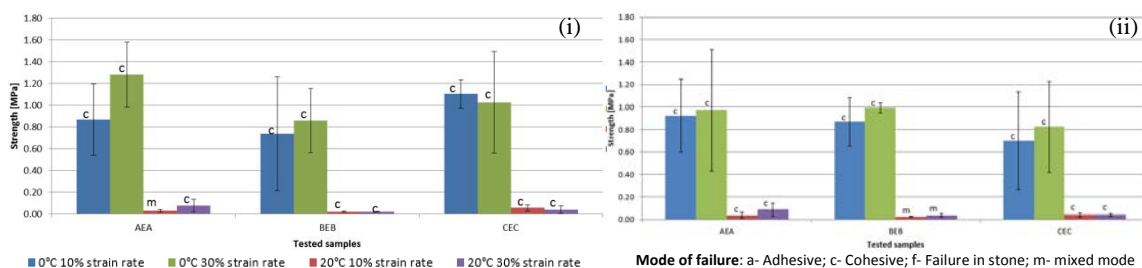 (i)
Strength [MPa]
1.80
1.60
1.40
1.20
1.00
0.80
0.60
0.40
0.20
0.00
c c m c
c c c c
c c c c
AEA BEB CEC
Tested samples
0°C 10% strain rate 0°C 30% strain rate 20°C 10% strain rate 20°C 30% strain rate
(ii)
Strength [MPa]
1.80
1.60
1.40
1.20
1.00
0.80
0.60
0.40
0.20
0.00
c c c c
c c m m
c c c c
AEA BEB CEC
Tested samples
Mode of failure: a- Adhesive; c- Cohesive; f- Failure in stone; m- mixed mode